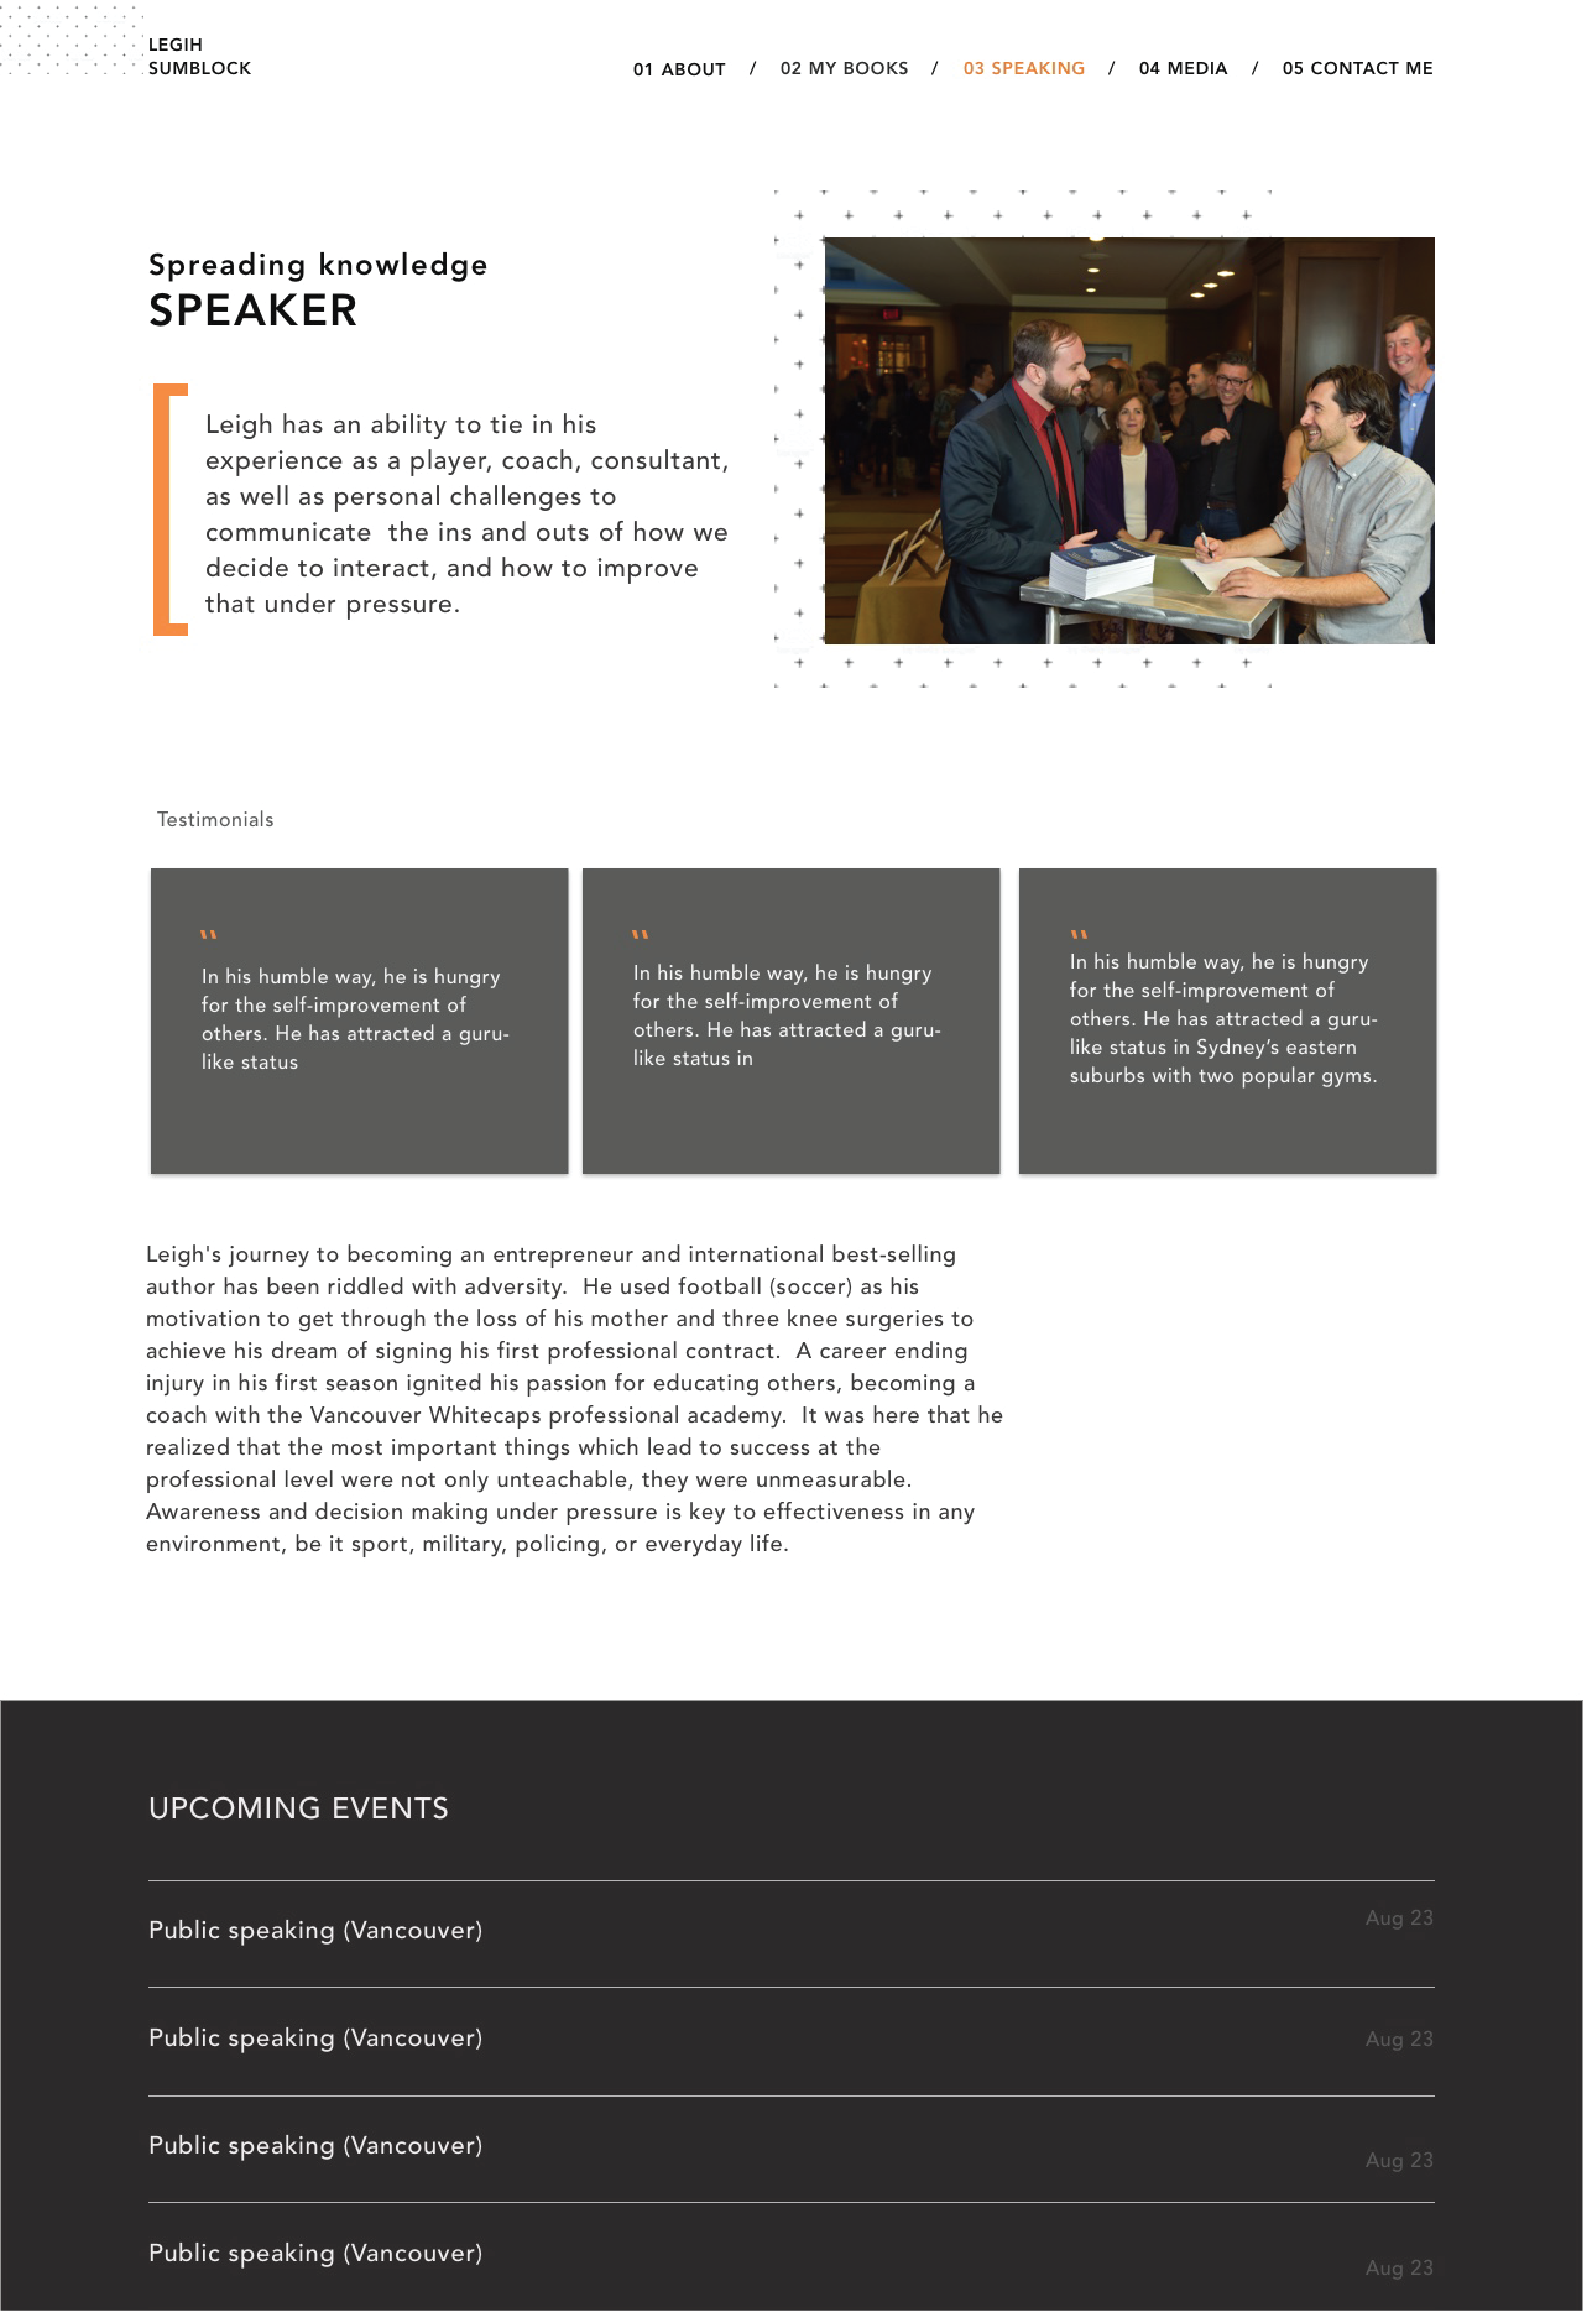 LEGIH
SUMBLOCK
01 ABOUT / 02 MY BOOKS / 03 SPEAKING / 04 MEDIA / 05 CONTACT ME
Spreading knowledge
SPEAKER
Leigh has an ability to tie in his
experience as a player, coach, consultant,
as well as personal challenges to
communicate  the ins and outs of how we
decide to interact, and how to improve
that under pressure.
Testimonials
"
In his humble way, he is hungry
for the self-improvement of
others. He has attracted a guru-
like status
"
In his humble way, he is hungry
for the self-improvement of
others. He has attracted a guru-
like status in
"
In his humble way, he is hungry
for the self-improvement of
others. He has attracted a guru-
like status in Sydney’s eastern
suburbs with two popular gyms.
Leigh's journey to becoming an entrepreneur and international best-selling
author has been riddled with adversity.  He used football (soccer) as his
motivation to get through the loss of his mother and three knee surgeries to
achieve his dream of signing his first professional contract.  A career ending
injury in his first season ignited his passion for educating others, becoming a
coach with the Vancouver Whitecaps professional academy.  It was here that he
realized that the most important things which lead to success at the
professional level were not only unteachable, they were unmeasurable.
Awareness and decision making under pressure is key to effectiveness in any
environment, be it sport, military, policing, or everyday life.
UPCOMING EVENTS
Public speaking (Vancouver) Aug 23
Public speaking (Vancouver) Aug 23
Public speaking (Vancouver) Aug 23
Public speaking (Vancouver) Aug 23